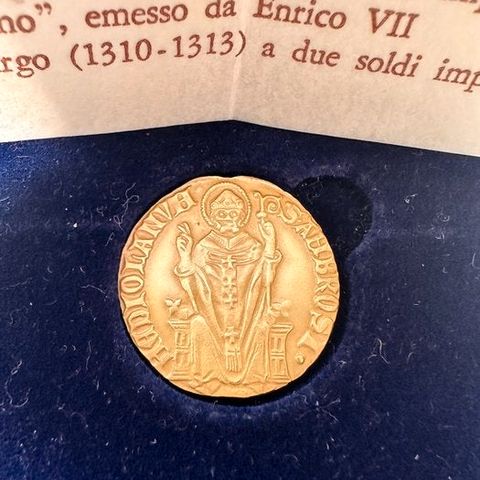 no”, emesso da Enrico VII
rgo (1310-1313) a due soldi imp
MEDIOLANVM
S AMBROSI